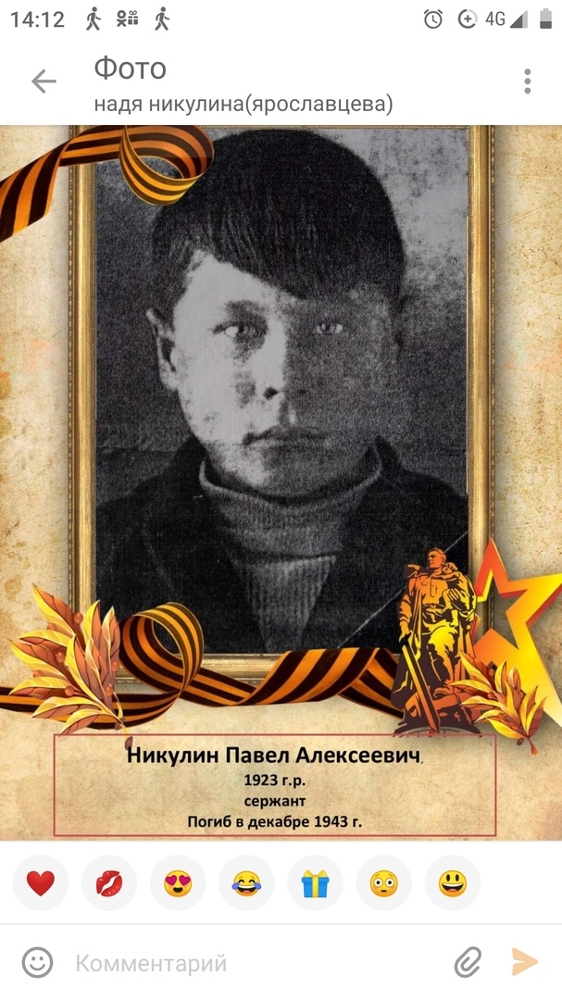 14:12
4G
Фото
надя никулина(ярославцева)
Никулин Павел Алексеевич,
1923 г.р.
сержант
Погиб в декабре 1943 г.
Комментарий